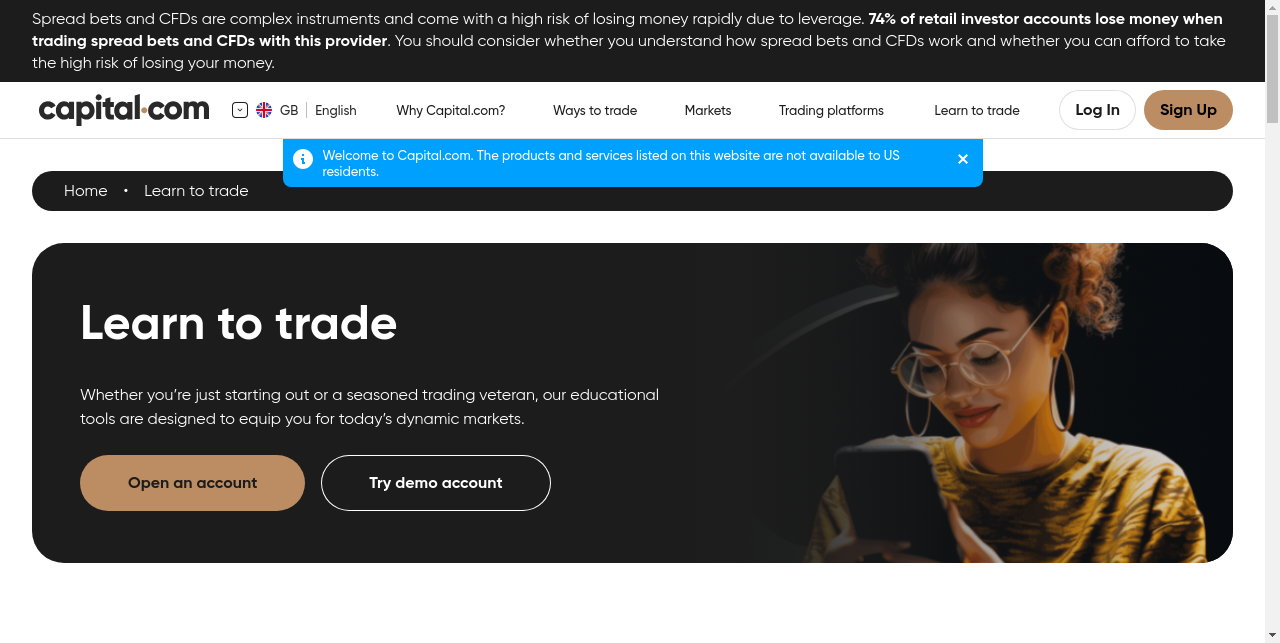 Spread bets and CFDs are complex instruments and come with a high risk of losing money rapidly due to leverage. 74% of retail investor accounts lose money when
trading spread bets and CFDs with this provider. You should consider whether you understand how spread bets and CFDs work and whether you can afford to take
the high risk of losing your money.
capital.com GB English Why Capital.com? Ways to trade Markets Trading platforms Learn to trade Log In Sign Up
Welcome to Capital.com. The products and services listed on this website are not available to US
residents.
Home • Learn to trade
Learn to trade
Whether you’re just starting out or a seasoned trading veteran, our educational
tools are designed to equip you for today’s dynamic markets.
Open an account Try demo account